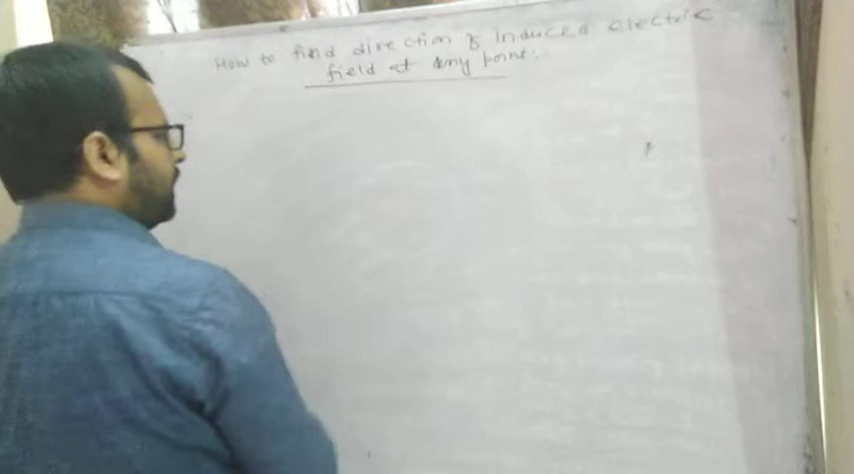 How to find direction of induced electric
field at any point: